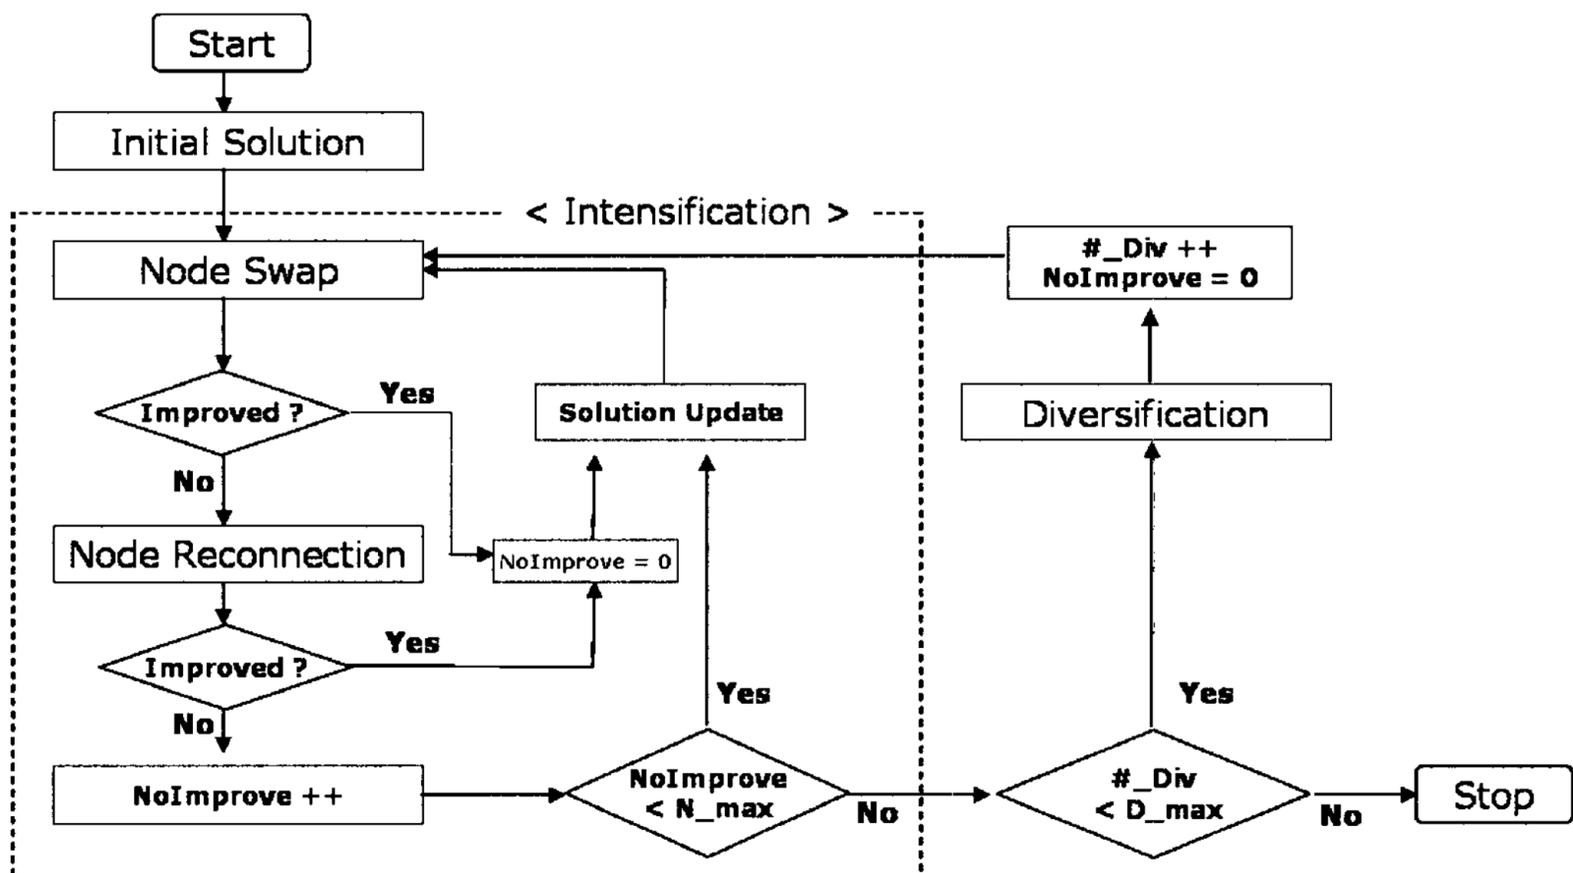 Start
Initial Solution
< Intensification >
Node Swap
#_Div ++
NoImprove = 0
Improved ?
Yes
Solution Update
Diversification
No
Node Reconnection
NoImprove = 0
Improved ?
Yes
No
NoImprove ++
NoImprove
< N_max
Yes
No
#_Div
< D_max
Yes
No
Stop